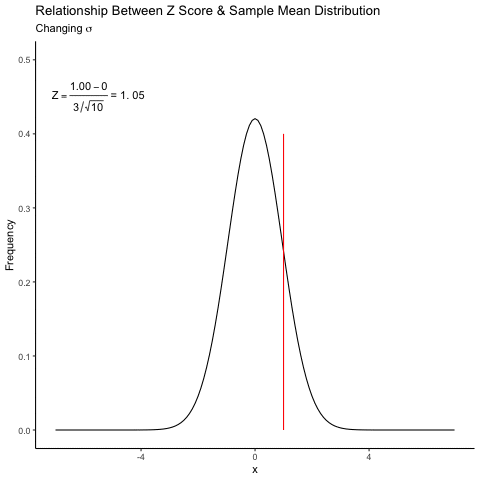 Relationship Between Z Score & Sample Mean Distribution
Changing σ
0.5
Z = (1.00 − 0) / (3/√10) = 1. 05
0.4
0.3
0.2
0.1
0.0
Frequency
-4 0 4
x